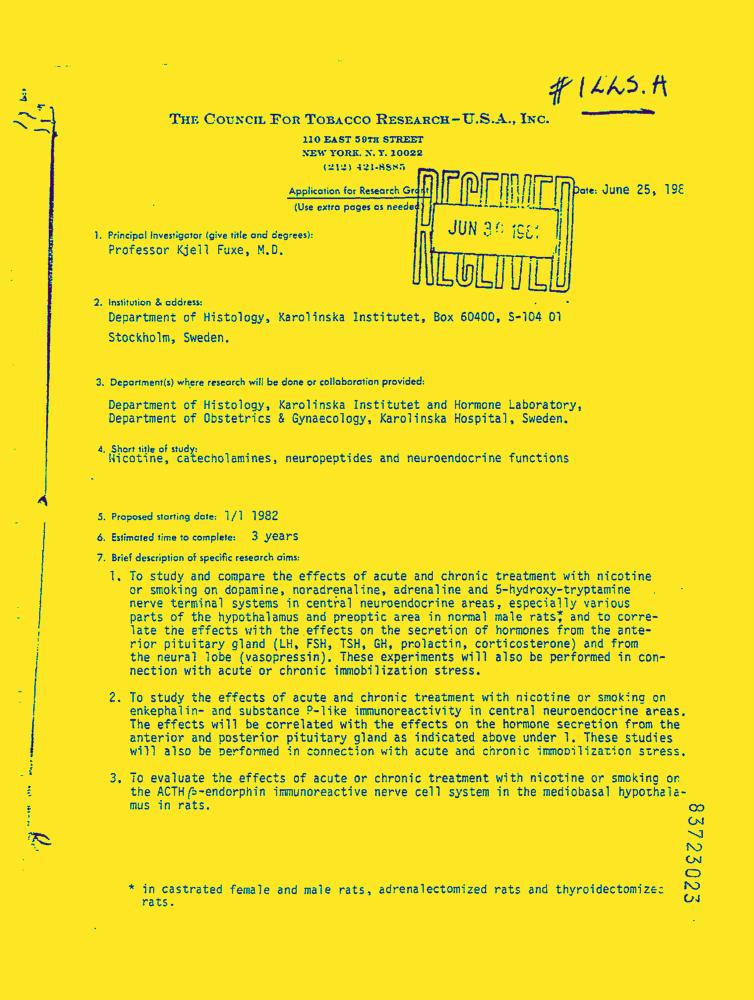 # 1LLS.A
THE COUNCIL FOR TOBACCO RESEARCH-U.S.A., INC.
110 EAST 59TH STREET
NEW YORK, N. Y. 10022
(212) 421-8885
Application for Research Grant
Date: June 25, 198
(Use extra pages as needed)
RECEIVED
JUN 30 1981
RECEIVED
1. Principal Investigator (give title and degrees):
Professor Kjell Fuxe, M.D.
2. Institution & address:
Department of Histology, Karolinska Institutet, Box 60400, S-104 01
Stockholm, Sweden.
3. Department(s) where research will be done or collaboration provided:
Department of Histology, Karolinska Institutet and Hormone Laboratory,
Department of Obstetrics & Gynaecology, Karolinska Hospital, Sweden.
4. Short title of study:
Nicotine, catecholamines, neuropeptides and neuroendocrine functions
5. Proposed starting date: 1/1 1982
6. Estimated time to complete: 3 years
7. Brief description of specific research aims:
1. To study and compare the effects of acute and chronic treatment with nicotine
or smoking on dopamine, noradrenaline, adrenaline and 5-hydroxy-tryptamine
nerve terminal systems in central neuroendocrine areas, especially various
parts of the hypothalamus and preoptic area in normal male rats* and to corre-
late the effects with the effects on the secretion of hormones from the ante-
rior pituitary gland (LH, FSH, TSH, GH, prolactin, corticosterone) and from
the neural lobe (vasopressin). These experiments will also be performed in con-
nection with acute or chronic immobilization stress.
2. To study the effects of acute and chronic treatment with nicotine or smoking on
enkephalin- and substance P-like immunoreactivity in central neuroendocrine areas.
The effects will be correlated with the effects on the hormone secretion from the
anterior and posterior pituitary gland as indicated above under 1. These studies
will also be performed in connection with acute and chronic immobilization stress.
3. To evaluate the effects of acute or chronic treatment with nicotine or smoking on
the ACTH/β-endorphin immunoreactive nerve cell system in the mediobasal hypothala-
mus in rats.
* in castrated female and male rats, adrenalectomized rats and thyroidectomized
rats.
83723023